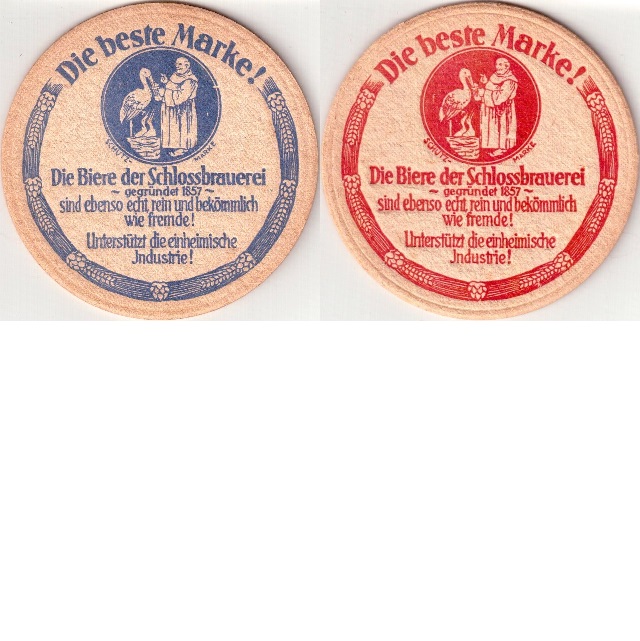 Die beste Marke!
SCHUTZ- MARKE
Die Biere der Schlossbrauerei
~ gegründet 1857 ~
sind ebenso echt, rein und bekömmlich
wie fremde!
Unterstützt die einheimische
Jndustrie!
Die beste Marke!
SCHUTZ- MARKE
Die Biere der Schlossbrauerei
~ gegründet 1857 ~
sind ebenso echt, rein und bekömmlich
wie fremde!
Unterstützt die einheimische
Jndustrie!